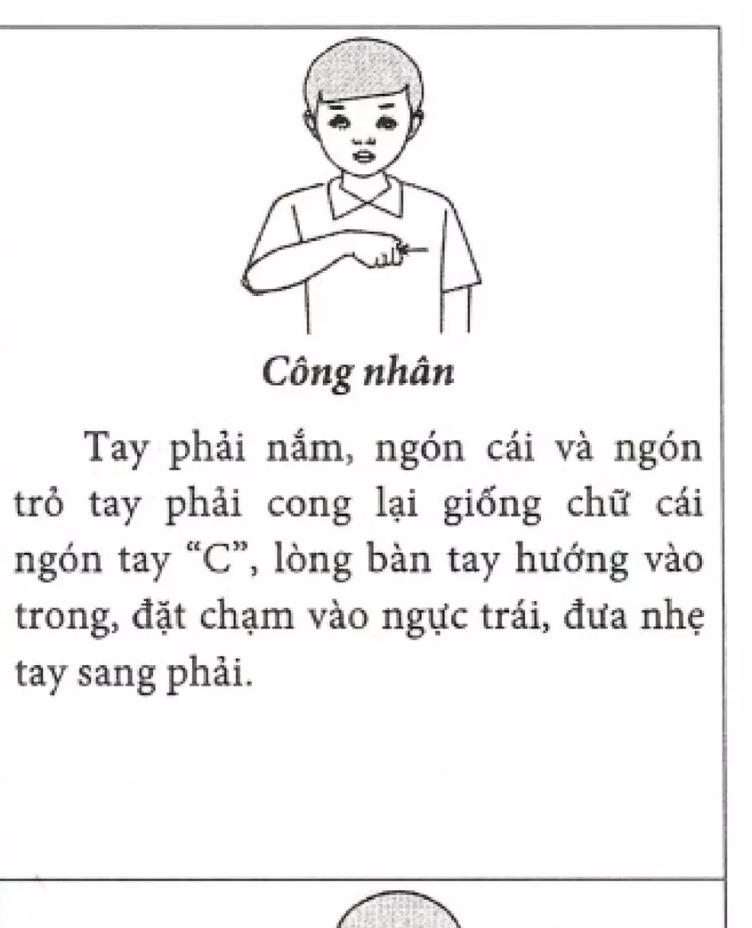 Công nhân
Tay phải nắm, ngón cái và ngón
trỏ tay phải cong lại giống chữ cái
ngón tay “C”, lòng bàn tay hướng vào
trong, đặt chạm vào ngực trái, đưa nhẹ
tay sang phải.